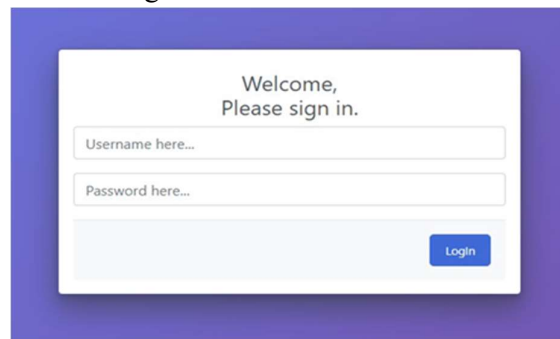 Welcome,
Please sign in.
Username here...
Password here...
LogIn